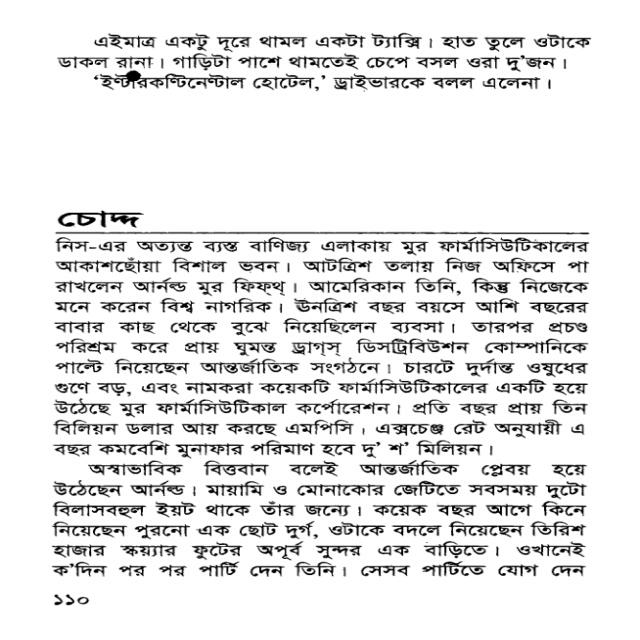 এইমাত্র একটু দূরে থামল একটা ট্যাক্সি। হাত তুলে ওটাকে
ডাকল রানা। গাড়িটা পাশে থামতেই চেপে বসল ওরা দু'জন।
'ইন্টারকন্টিনেন্টাল হোটেল,' ড্রাইভারকে বলল এলেনা।
চোদ্দ
নিস-এর অত্যন্ত ব্যস্ত বাণিজ্য এলাকায় মুর ফার্মাসিউটিকালের
আকাশছোঁয়া বিশাল ভবন। আটত্রিশ তলায় নিজ অফিসে পা
রাখলেন আর্নল্ড মুর ফিফ্থ্। আমেরিকান তিনি, কিন্তু নিজেকে
মনে করেন বিশ্ব নাগরিক। ঊনত্রিশ বছর বয়সে আশি বছরের
বাবার কাছ থেকে বুঝে নিয়েছিলেন ব্যবসা। তারপর প্রচণ্ড
পরিশ্রম করে প্রায় ঘুমন্ত ড্রাগ্‌স্‌ ডিসট্রিবিউশন কোম্পানিকে
পাল্টে নিয়েছেন আন্তর্জাতিক সংগঠনে। চারটে দুর্দান্ত ওষুধের
গুণে বড়, এবং নামকরা কয়েকটি ফার্মাসিউটিকালের একটি হয়ে
উঠেছে মুর ফার্মাসিউটিকাল কর্পোরেশন। প্রতি বছর প্রায় তিন
বিলিয়ন ডলার আয় করছে এমপিসি। এক্সচেঞ্জ রেট অনুযায়ী এ
বছর কমবেশি মুনাফার পরিমাণ হবে দু' শ' মিলিয়ন।
অস্বাভাবিক বিত্তবান বলেই আন্তর্জাতিক প্লেবয় হয়ে
উঠেছেন আর্নল্ড। মায়ামি ও মোনাকোর জেটিতে সবসময় দুটো
বিলাসবহুল ইয়ট থাকে তাঁর জন্যে। কয়েক বছর আগে কিনে
নিয়েছেন পুরনো এক ছোট দুর্গ, ওটাকে বদলে নিয়েছেন তিরিশ
হাজার স্কয়্যার ফুটের অপূর্ব সুন্দর এক বাড়িতে। ওখানেই
ক'দিন পর পর পার্টি দেন তিনি। সেসব পার্টিতে যোগ দেন
১১০